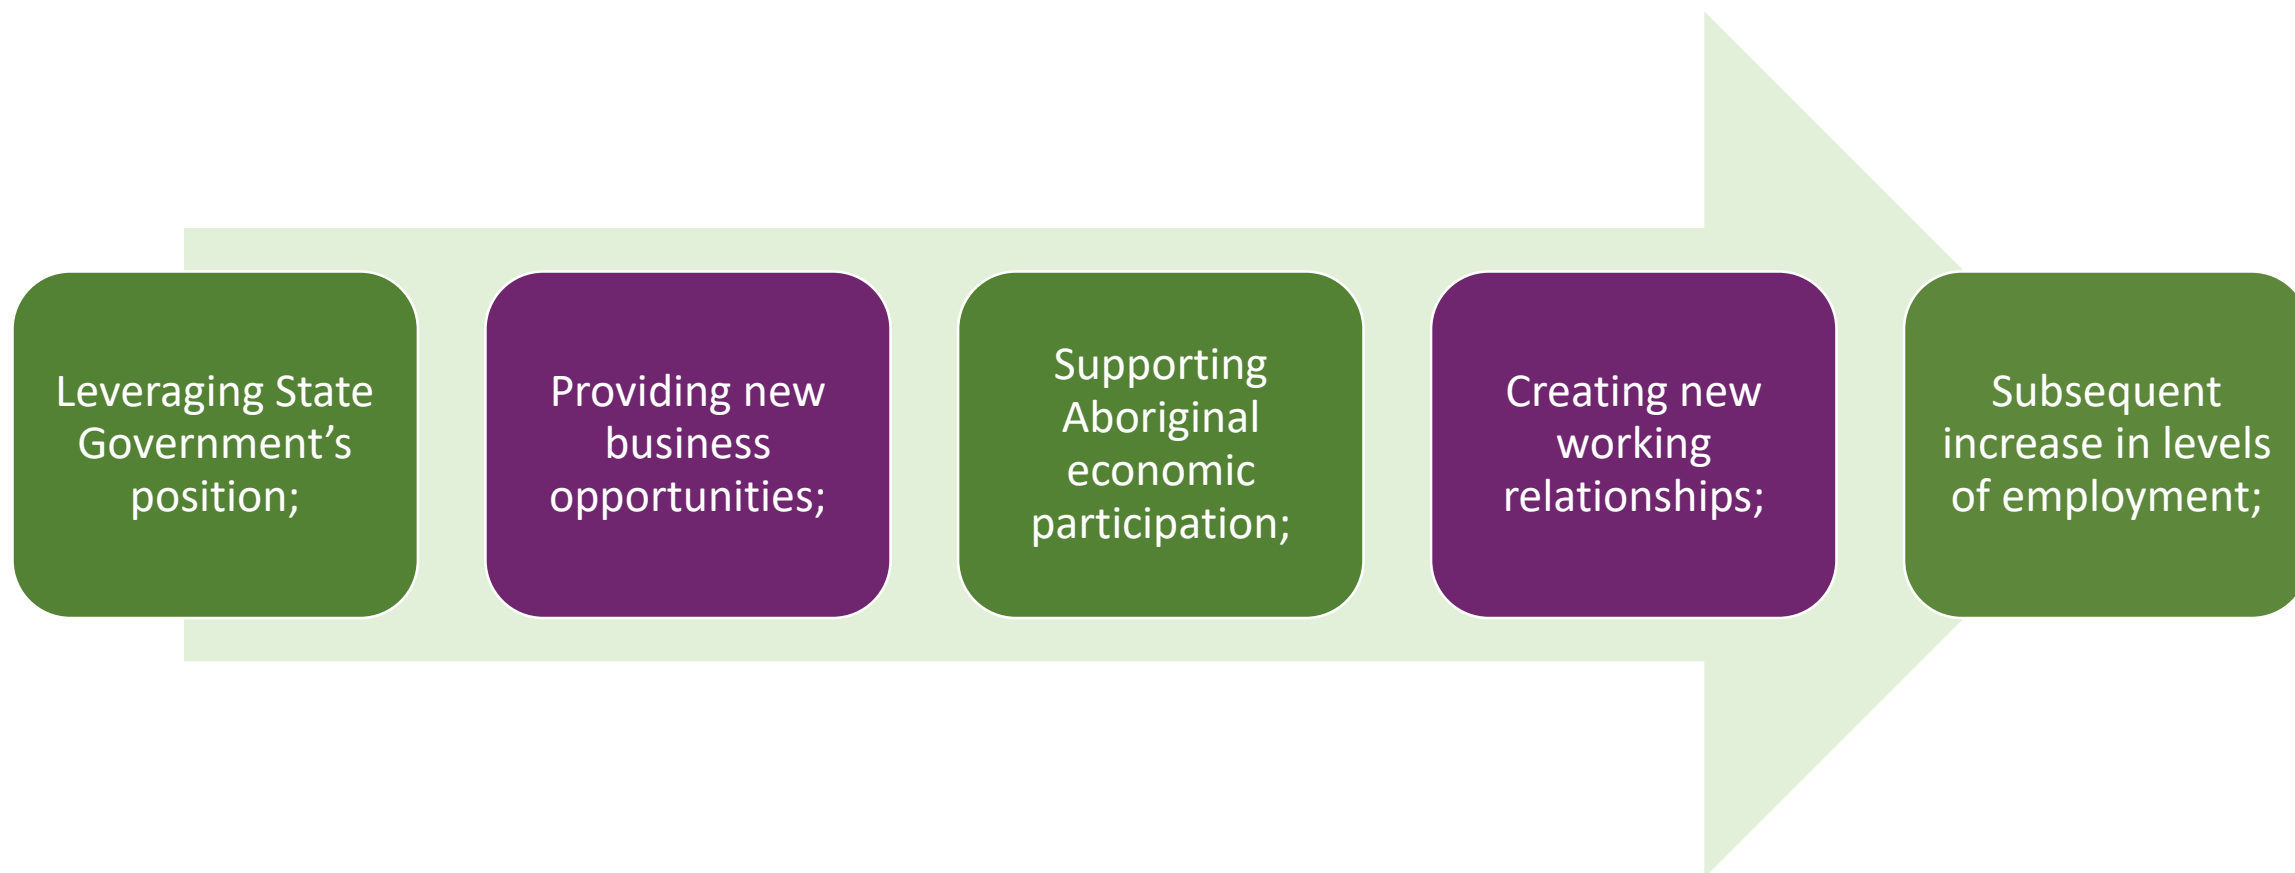 Leveraging State
Government’s
position;
Providing new
business
opportunities;
Supporting
Aboriginal
economic
participation;
Creating new
working
relationships;
Subsequent
increase in levels
of employment;